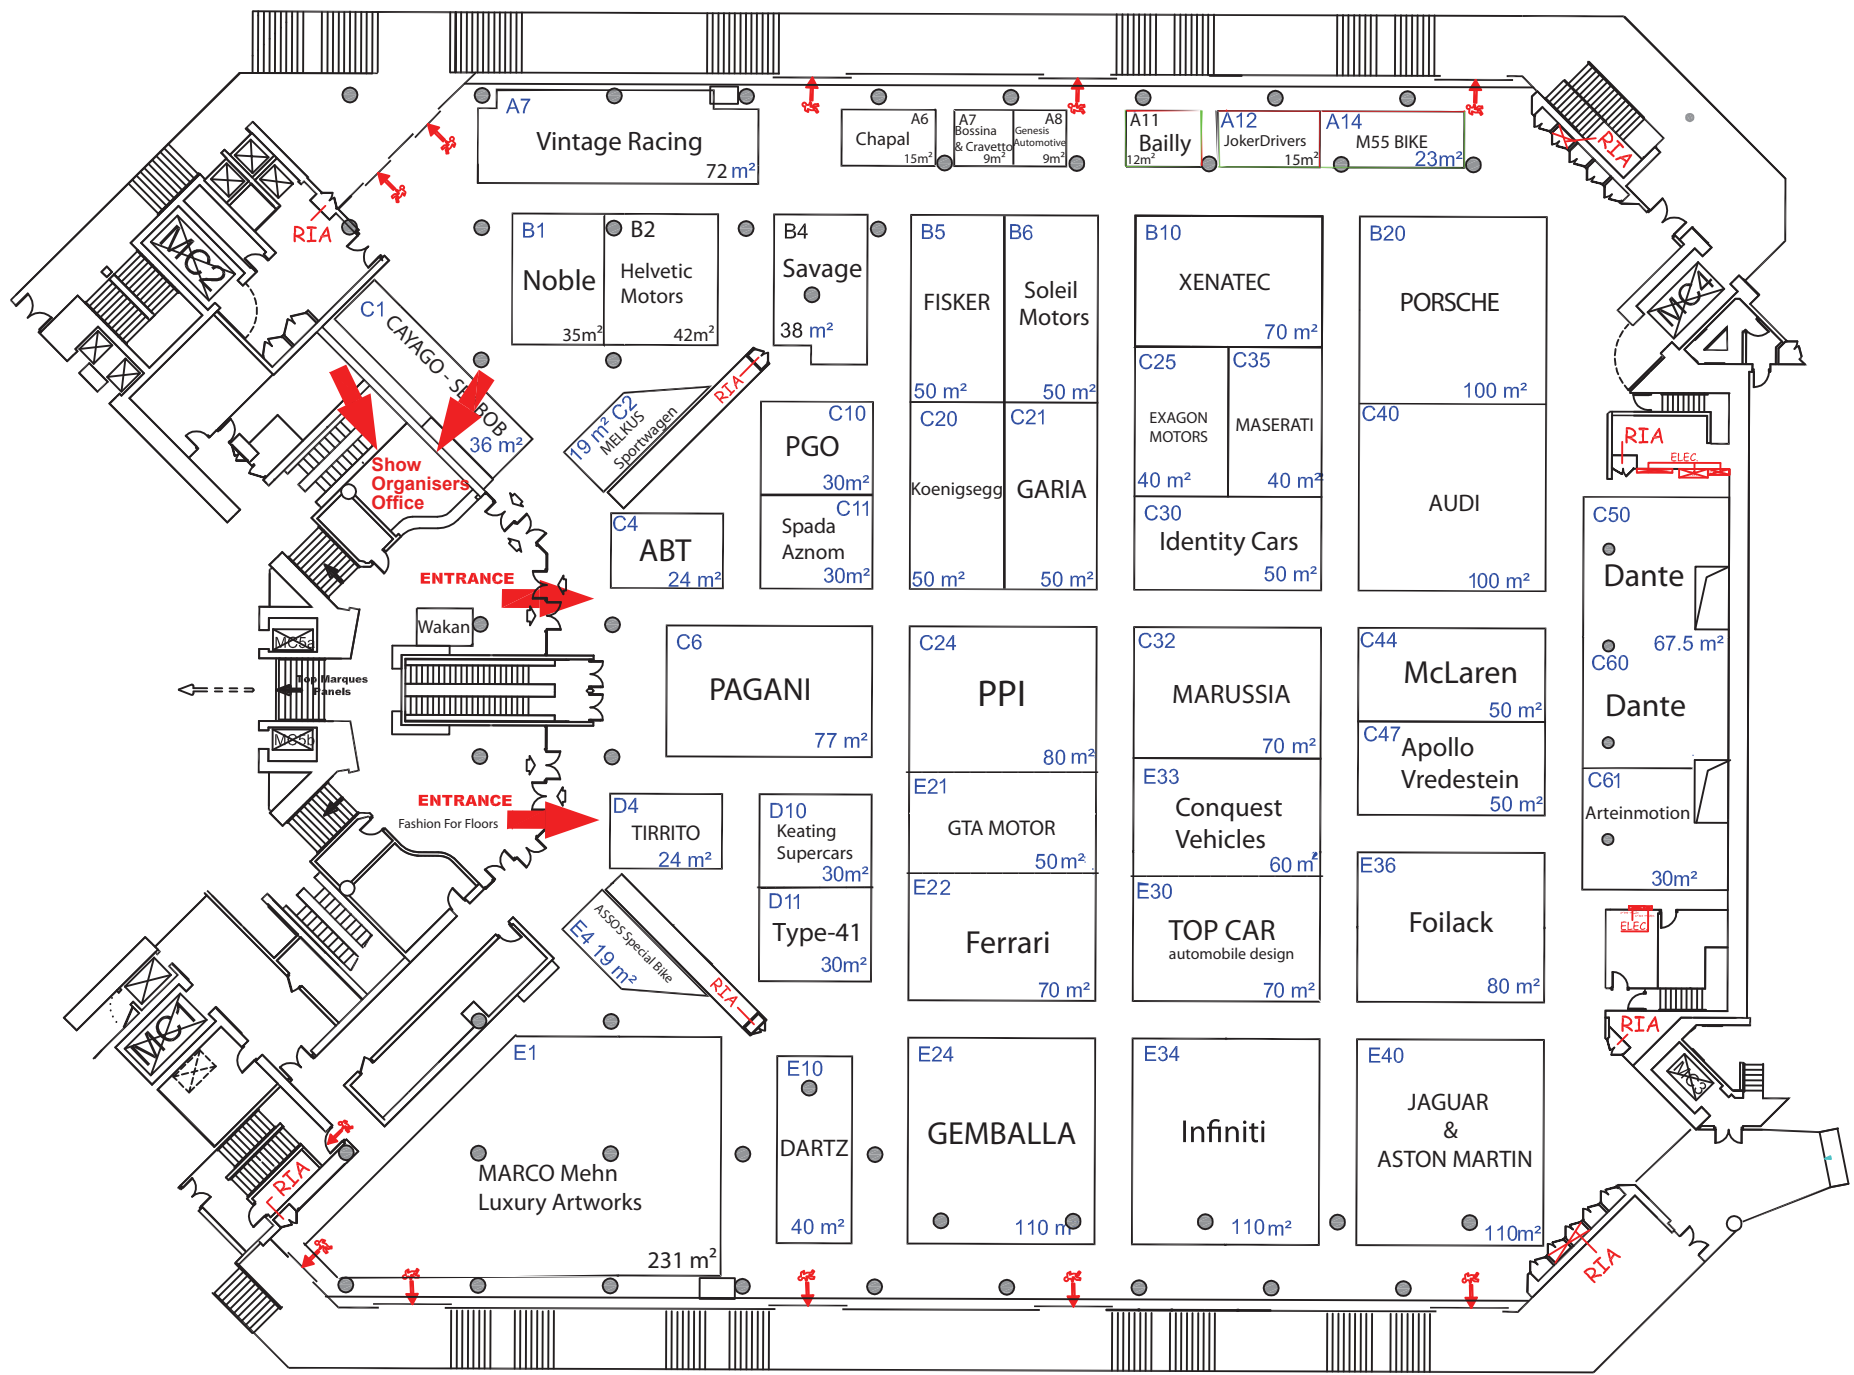 A7
Vintage Racing
72 m²
A6
Chapal
15m²
A7
Bossina
& Cravetto
9m²
A8
Genesis
Automotive
9m²
A11
Bailly
12m²
A12
JokerDrivers
15m²
A14
M55 BIKE
23m²
RIA
MC2
RIA
B1
Noble
35m²
B2
Helvetic
Motors
42m²
B4
Savage
38 m²
B5
FISKER
50 m²
B6
Soleil
Motors
50 m²
B10
XENATEC
70 m²
B20
PORSCHE
100 m²
MC4
C1
CAYAGO - SE BOB
36 m²
Show
Organisers
Office
19 m² C2
MELKUS
Sportwagen
RIA
C10
PGO
30m²
C11
Spada
Aznom
30m²
C20
Koenigsegg
50 m²
C21
GARIA
50 m²
C25
EXAGON
MOTORS
40 m²
C35
MASERATI
40 m²
C30
Identity Cars
50 m²
C40
AUDI
100 m²
RIA
ELEC.
C50
Dante
67.5 m²
C60
Dante
C61
Arteinmotion
30m²
ELEC.
C4
ABT
24 m²
ENTRANCE
Wakan
MC5a
Top Marques
Panels
MC5b
C6
PAGANI
77 m²
C24
PPI
80 m²
C32
MARUSSIA
70 m²
C44
McLaren
50 m²
C47
Apollo
Vredestein
50 m²
ENTRANCE
Fashion For Floors
D4
TIRRITO
24 m²
D10
Keating
Supercars
30m²
D11
Type-41
30m²
E21
GTA MOTOR
50m²
E22
Ferrari
70 m²
E33
Conquest
Vehicles
60 m²
E30
TOP CAR
automobile design
70 m²
E36
Foilack
80 m²
ASSOS Special Bike
E4 19 m²
RIA
MC1
RIA
MC3
E1
MARCO Mehn
Luxury Artworks
231 m²
E10
DARTZ
40 m²
E24
GEMBALLA
110 m
E34
Infiniti
110 m²
E40
JAGUAR
&
ASTON MARTIN
110m²
RIA
RIA